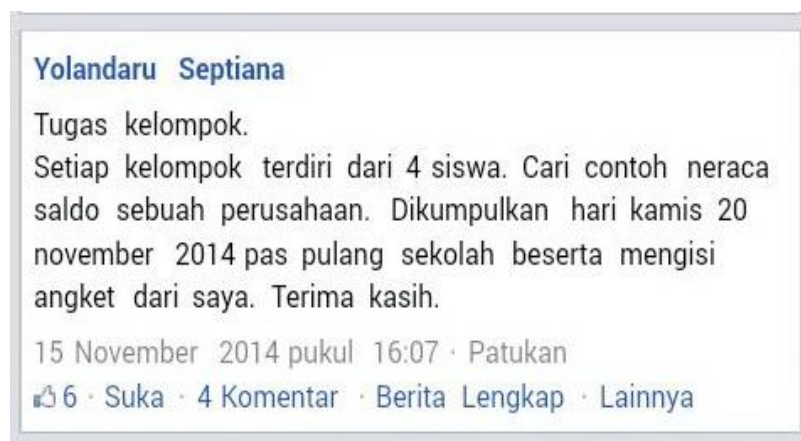 Yolandaru Septiana
Tugas kelompok.
Setiap kelompok terdiri dari 4 siswa. Cari contoh neraca
saldo sebuah perusahaan. Dikumpulkan hari kamis 20
november 2014 pas pulang sekolah beserta mengisi
angket dari saya. Terima kasih.
15 November 2014 pukul 16:07 · Patukan
6 · Suka · 4 Komentar · Berita Lengkap · Lainnya